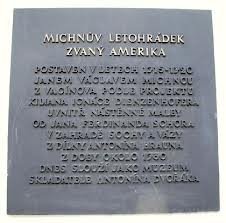 MICHNŮV LETOHRÁDEK
ZVANÝ AMERIKA
POSTAVEN V LETECH 1715-1720
JANEM VÁCLAVEM MICHNOU
Z VACÍNOVA PODLE PROJEKTU
KILIANA IGNACE DIENZENHOFERA
UVNITŘ NÁSTĚNNÉ MALBY
OD JANA FERDINANDA SCHORA
V ZAHRADĚ SOCHY A VÁZY
Z DÍLNY ANTONÍNA BRAUNA
Z DOBY OKOLO 1730
DNES SLOUŽÍ JAKO MUZEUM
SKLADATELE ANTONÍNA DVOŘÁKA